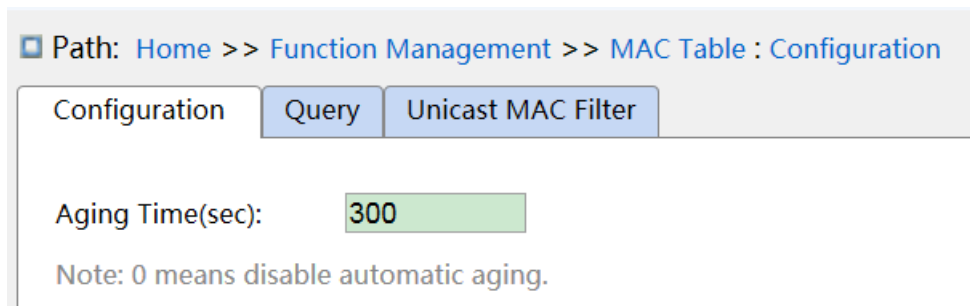 Path: Home >> Function Management >> MAC Table : Configuration
Configuration Query Unicast MAC Filter
Aging Time(sec): 300
Note: 0 means disable automatic aging.